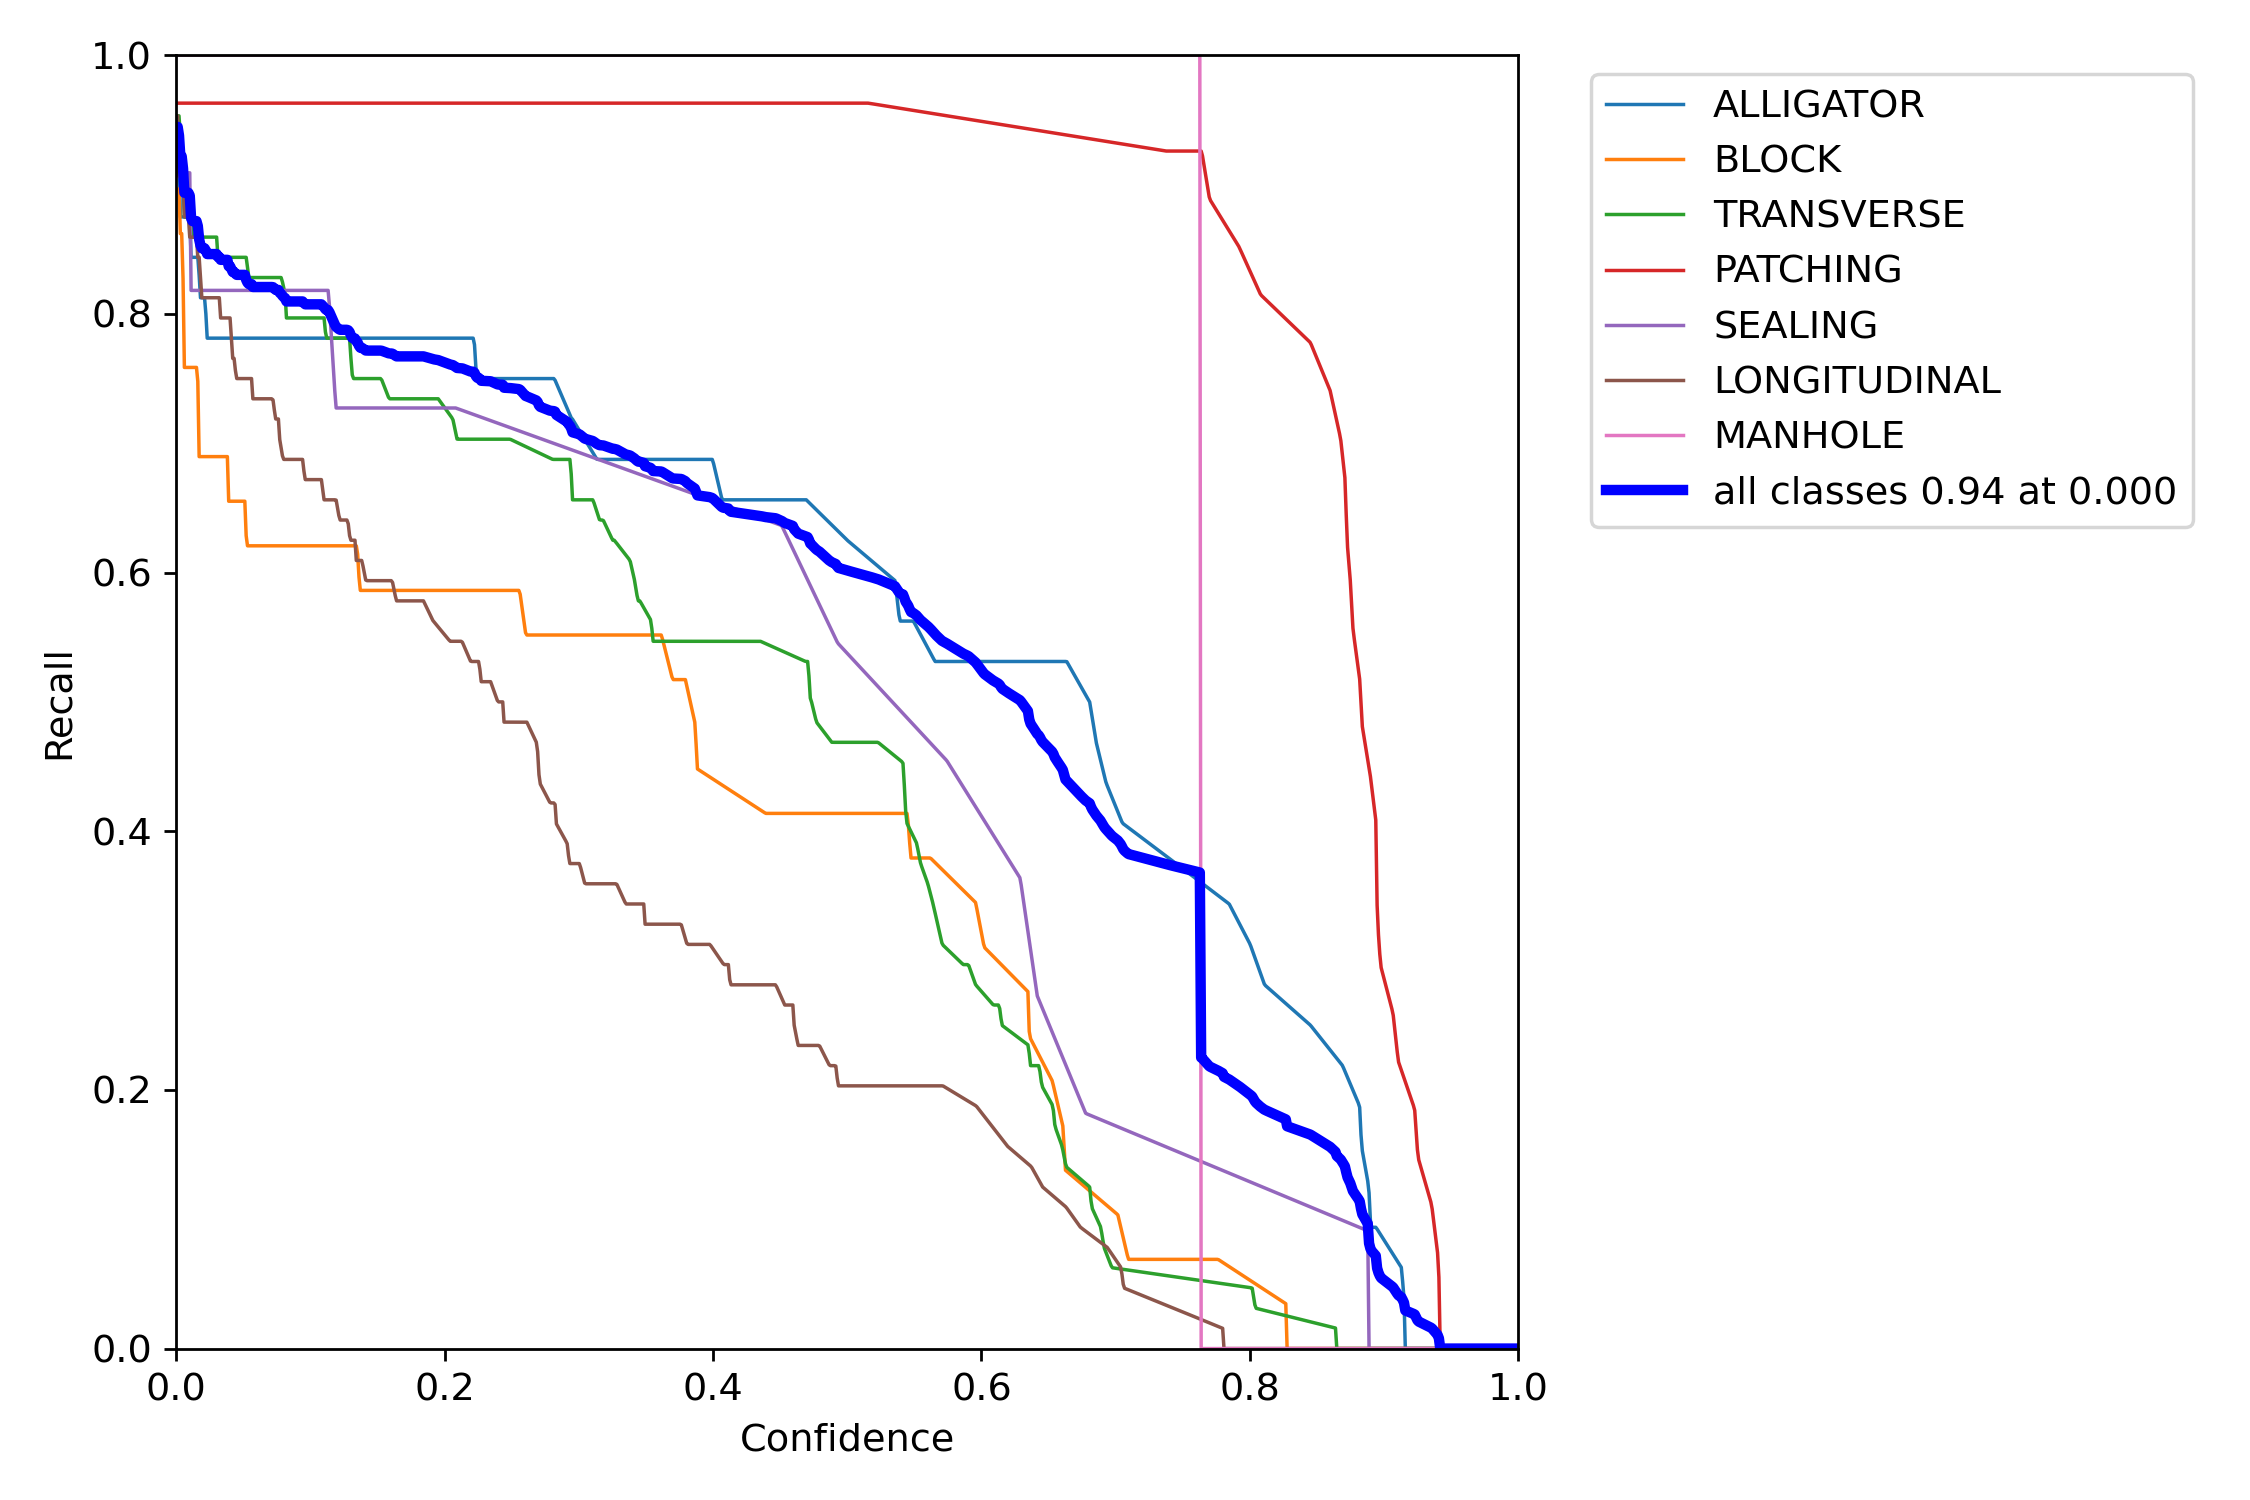 1.0
0.8
0.6
0.4
0.2
0.0
Recall
0.0 0.2 0.4 0.6 0.8 1.0
Confidence
ALLIGATOR
BLOCK
TRANSVERSE
PATCHING
SEALING
LONGITUDINAL
MANHOLE
all classes 0.94 at 0.000